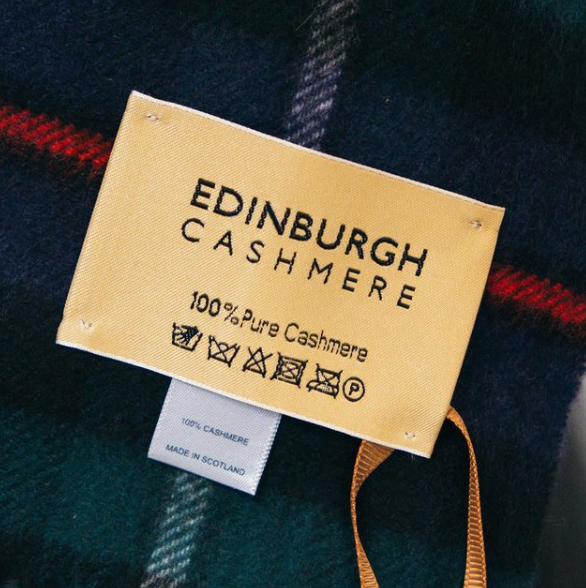 EDINBURGH
CASHMERE
100% Pure Cashmere
P
100% CASHMERE
MADE IN SCOTLAND